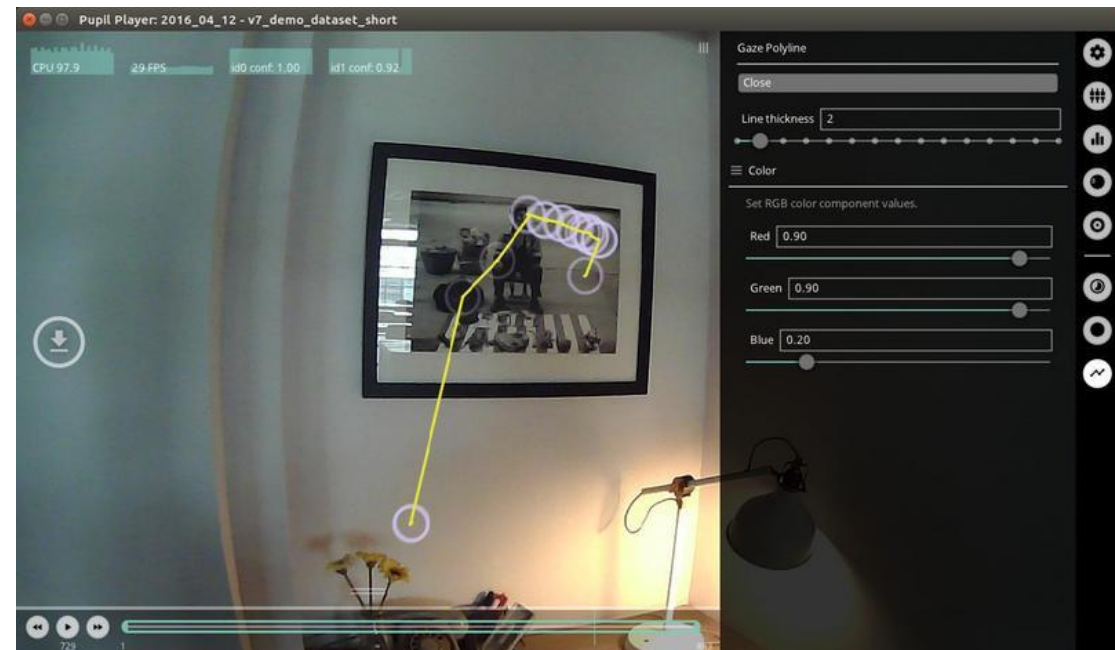 Pupil Player: 2016_04_12 - v7_demo_dataset_short
CPU 97.9
29 FPS
id0 conf: 1.00
id1 conf: 0.92
Gaze Polyline
Close
Line thickness 2
Color
Set RGB color component values.
Red 0.90
Green 0.90
Blue 0.20
729
1